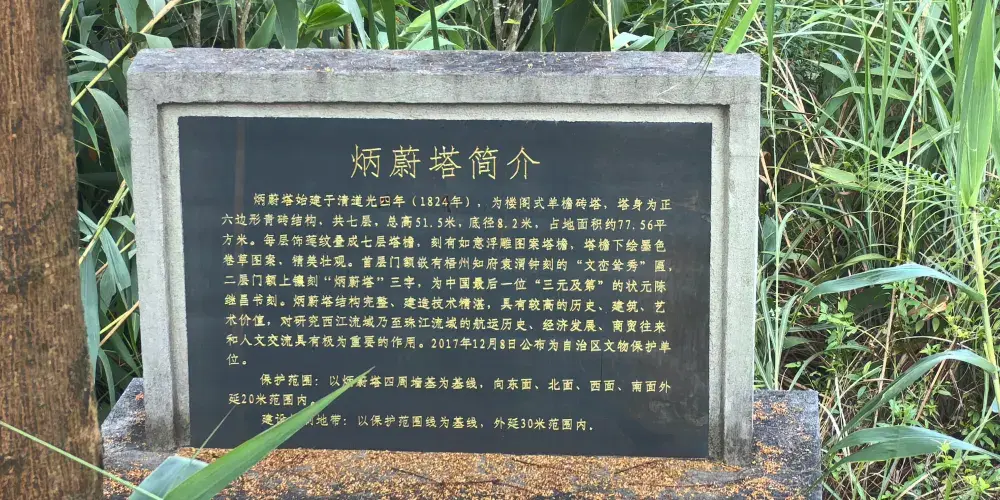 炳蔚塔简介
炳蔚塔始建于清道光四年（1824年），为楼阁式单檐砖塔，塔身为正
六边形青砖结构，共七层，总高51.5米，底径8.2米，占地面积约77.56平
方米。每层饰莲纹叠成七层塔檐，刻有如意浮雕图案塔檐，塔檐下绘墨色
卷草图案，精美壮观。首层门额嵌有梧州知府袁渭钟刻的“文峦耸秀”匾，
二层门额上镶刻“炳蔚塔”三字，为中国最后一位“三元及第”的状元陈
继昌书刻。炳蔚塔结构完整、建造技术精湛，具有较高的历史、建筑、艺
术价值，对研究西江流域乃至珠江流域的航运历史、经济发展、商贸往来
和人文交流具有极为重要的作用。2017年12月8日公布为自治区文物保护单
位。
保护范围：以炳蔚塔四周墙基为基线，向东面、北面、西面、南面外
延20米范围内。
建设 制地带：以保护范围线为基线，外延30米范围内。